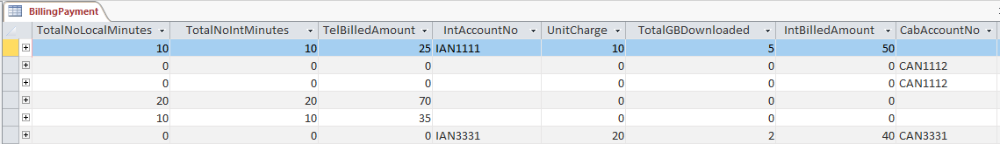 BillingPayment
TotalNoLocalMinutes TotalNoIntMinutes TelBilledAmount IntAccountNo UnitCharge TotalGBDownloaded IntBilledAmount CabAccountNo
10 10 25 IAN1111 10 5 50
0 0 0 0 0 0 CAN1112
0 0 0 0 0 0 CAN1112
20 20 70 0 0 0
10 10 35 0 0 0
0 0 0 IAN3331 20 2 40 CAN3331